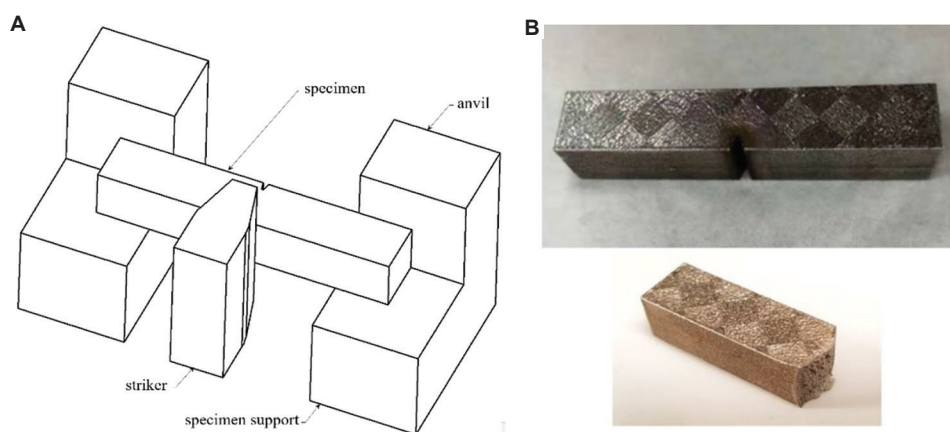 A
B
specimen
anvil
striker
specimen support